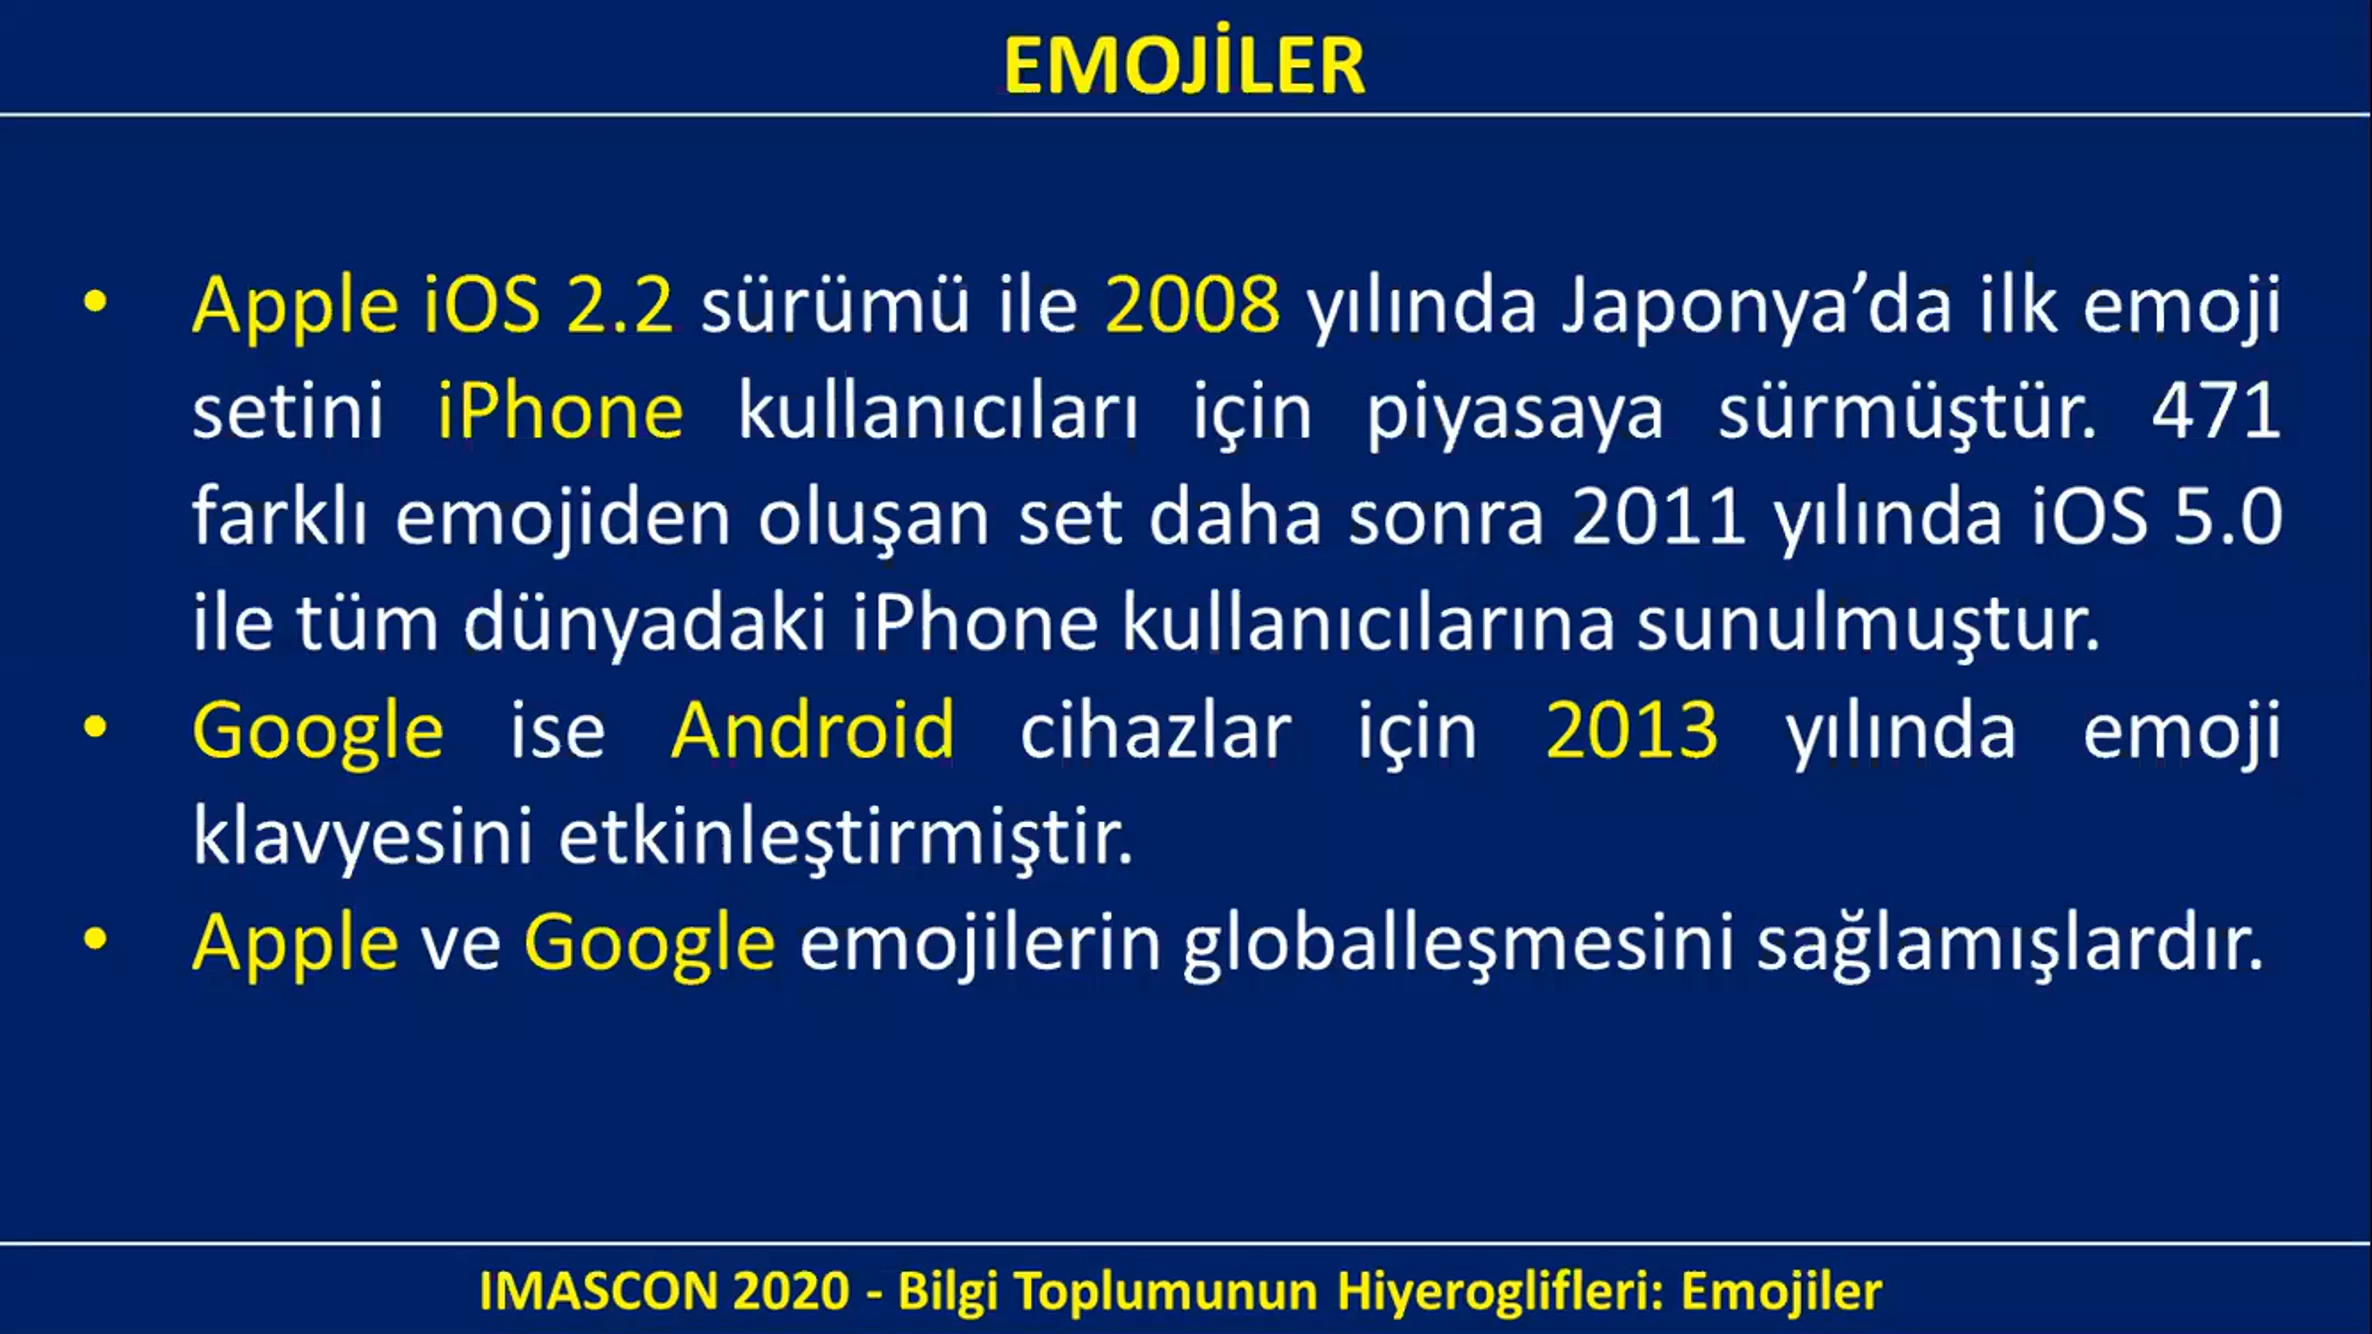 EMOJİLER
• Apple iOS 2.2 sürümü ile 2008 yılında Japonya’da ilk emoji
setini iPhone kullanıcıları için piyasaya sürmüştür. 471
farklı emojiden oluşan set daha sonra 2011 yılında iOS 5.0
ile tüm dünyadaki iPhone kullanıcılarına sunulmuştur.
• Google ise Android cihazlar için 2013 yılında emoji
klavyesini etkinleştirmiştir.
• Apple ve Google emojilerin globalleşmesini sağlamışlardır.
IMASCON 2020 - Bilgi Toplumunun Hiyeroglifleri: Emojiler